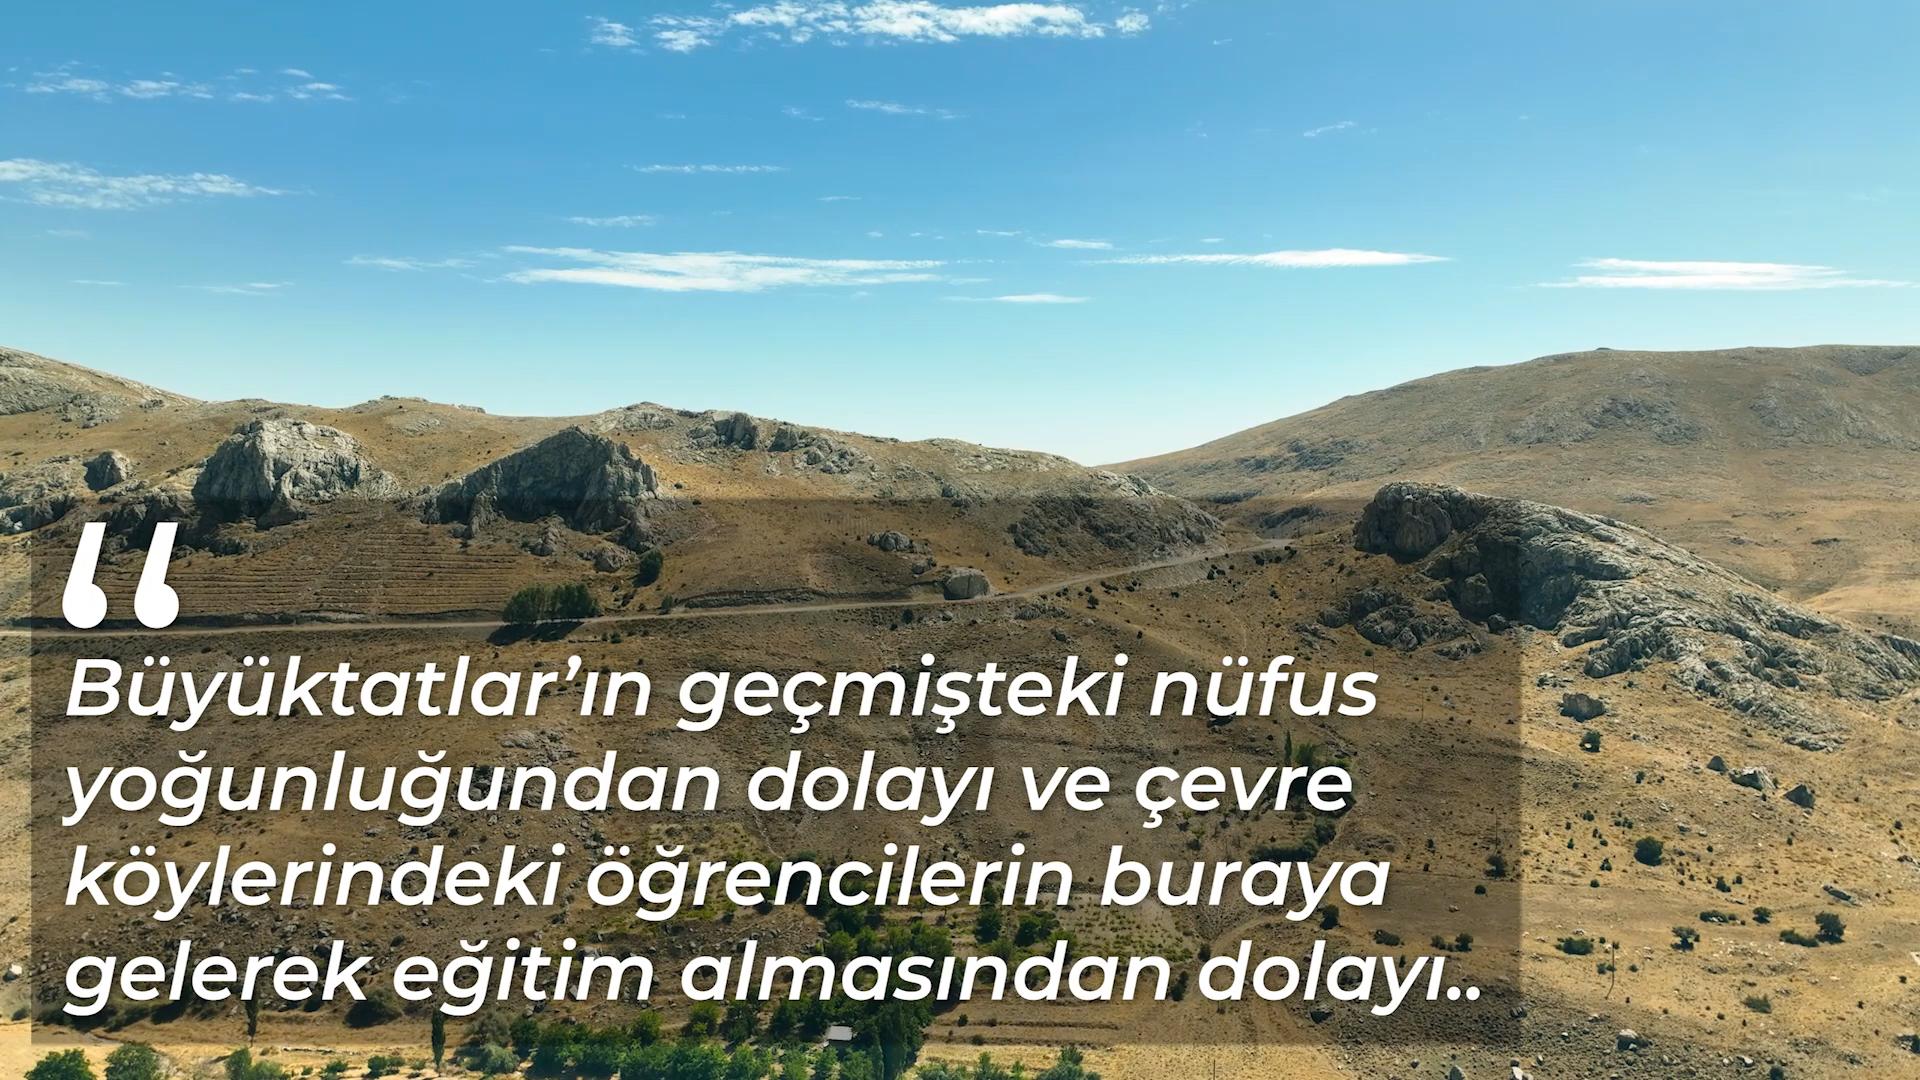 “
Büyüktatlar’ın geçmişteki nüfus
yoğunluğundan dolayı ve çevre
köylerindeki öğrencilerin buraya
gelerek eğitim almasından dolayı..